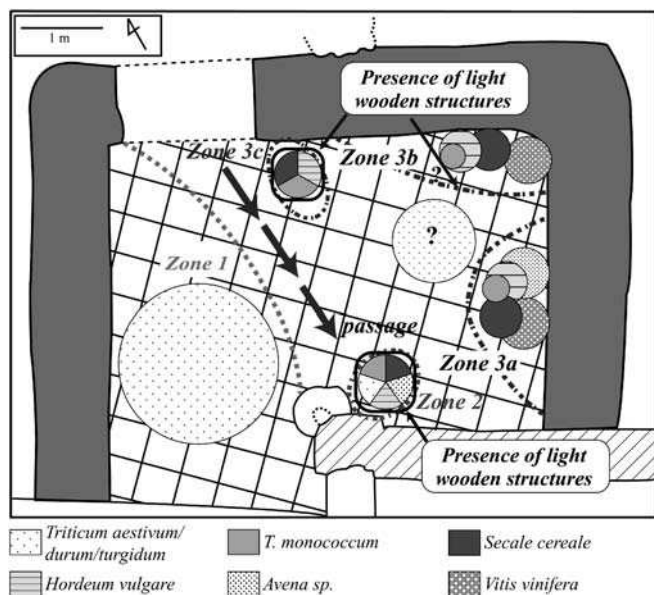 1 m
Presence of light
wooden structures
Zone 3c
Zone 3b
?
?
Zone 1
passage
Zone 3a
Zone 2
Presence of light
wooden structures
Triticum aestivum/
durum/turgidum
T. monococcum
Secale cereale
Hordeum vulgare
Avena sp.
Vitis vinifera